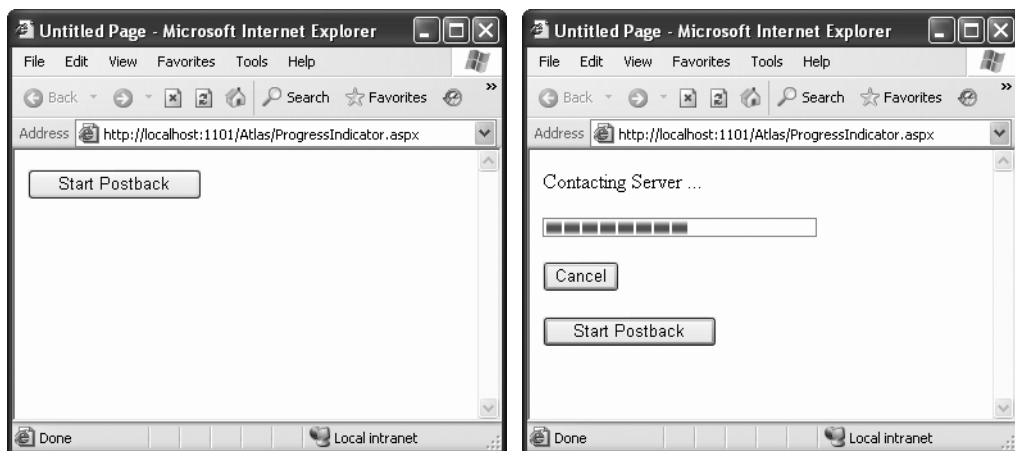 Untitled Page - Microsoft Internet Explorer
File Edit View Favorites Tools Help
Back Search Favorites »
Address http://localhost:1101/Atlas/ProgressIndicator.aspx
Start Postback
Done Local intranet
Untitled Page - Microsoft Internet Explorer
File Edit View Favorites Tools Help
Back Search Favorites »
Address http://localhost:1101/Atlas/ProgressIndicator.aspx
Contacting Server ...
Cancel
Start Postback
Done Local intranet